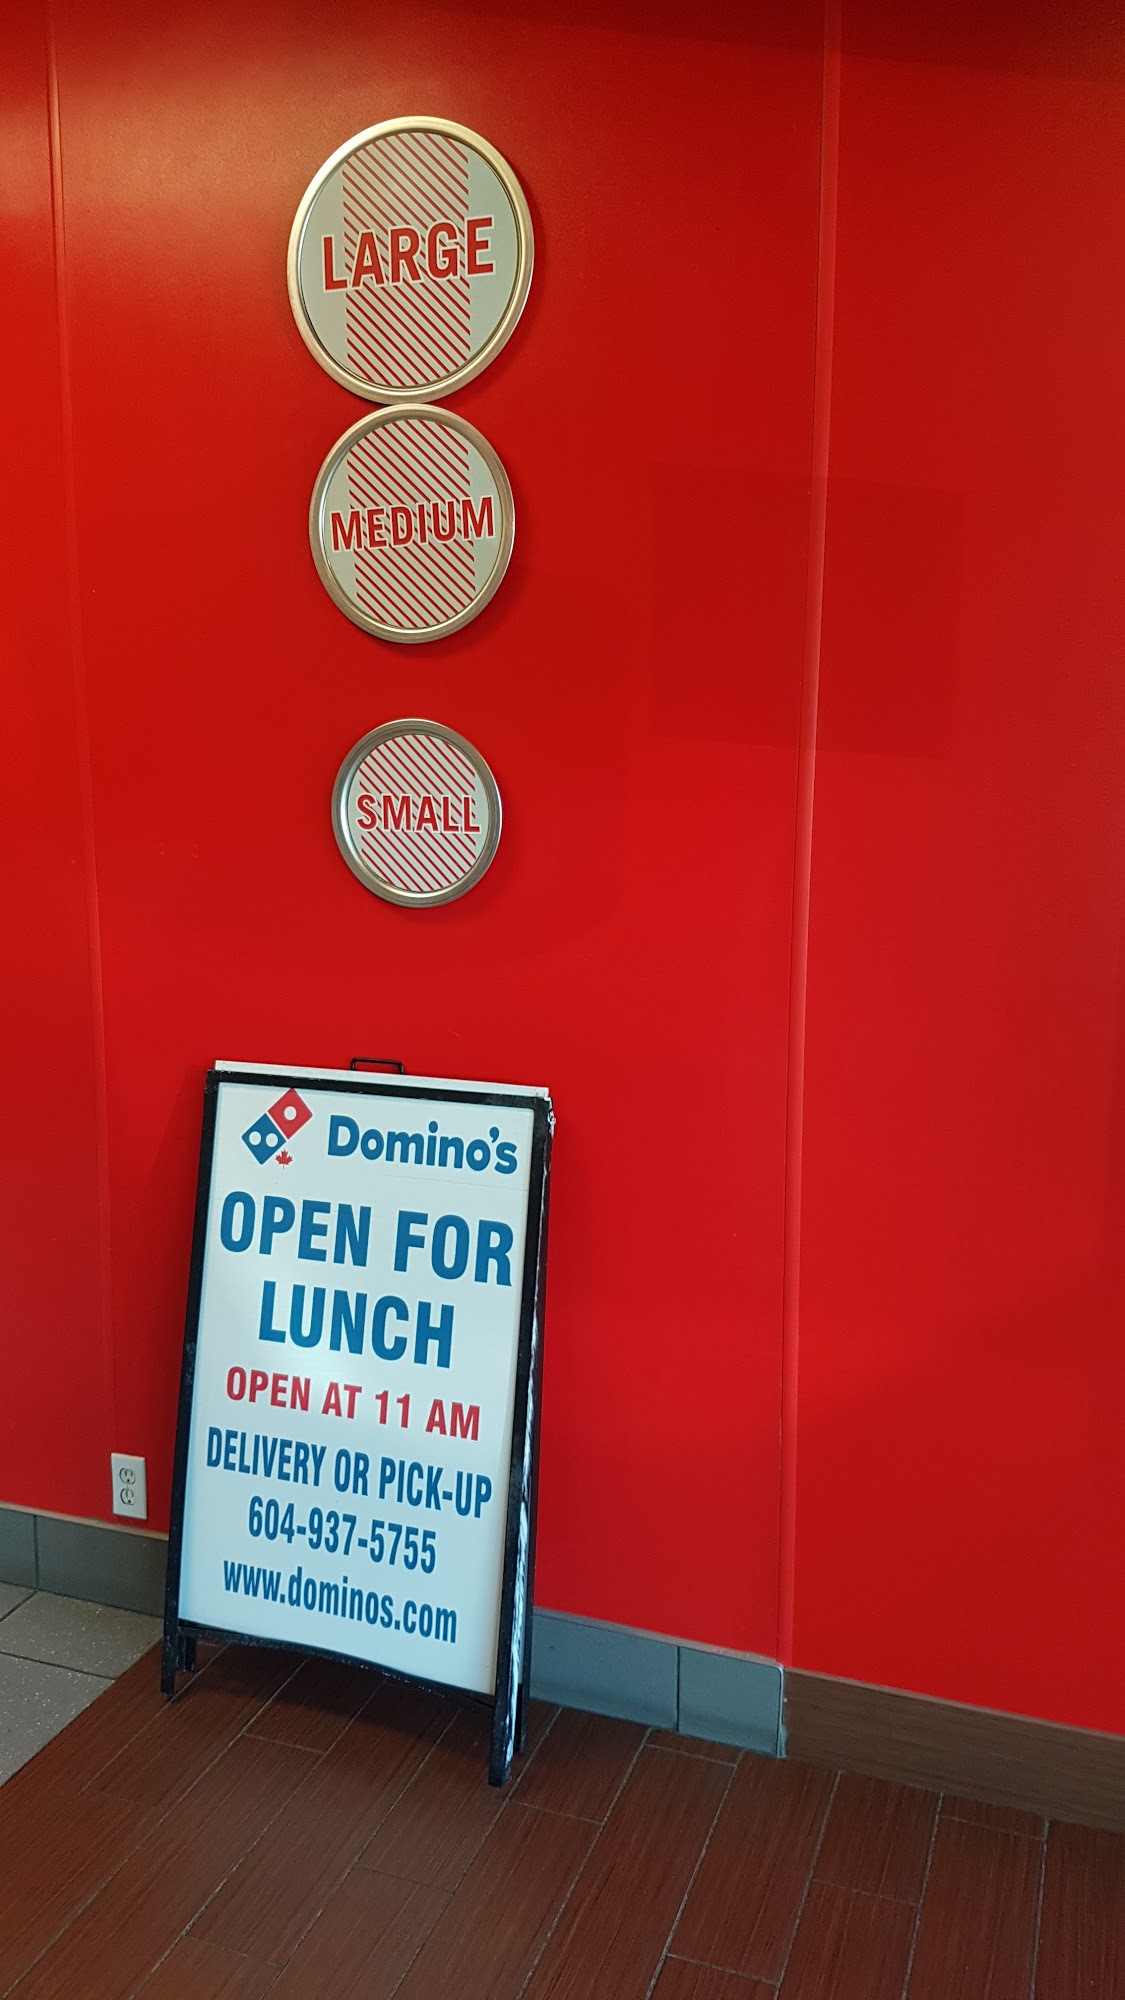 LARGE
MEDIUM
SMALL
Domino's
OPEN FOR
LUNCH
OPEN AT 11 AM
DELIVERY OR PICK-UP
604-937-5755
www.dominos.com